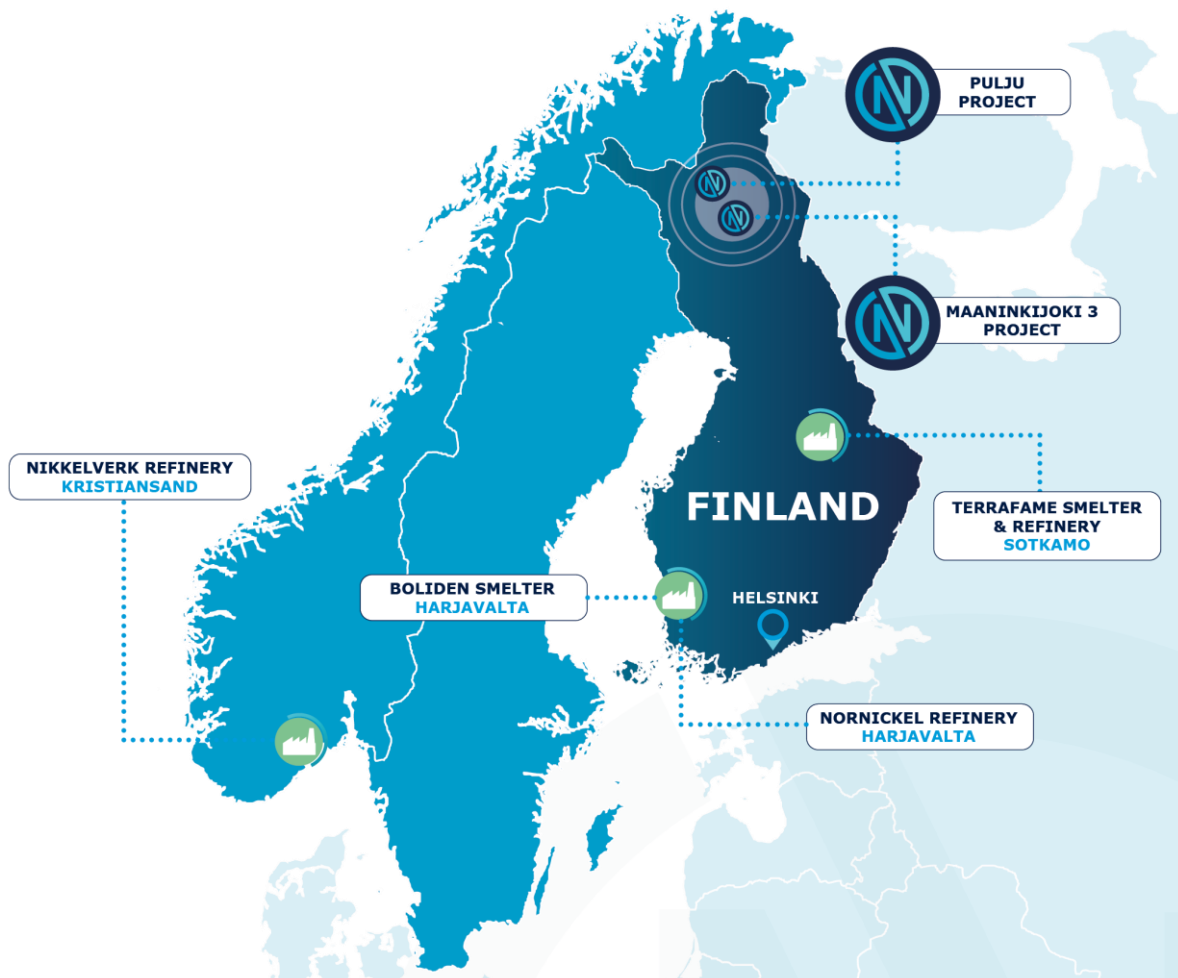 PULJU
PROJECT
MAANINKIJOKI 3
PROJECT
NIKKELVERK REFINERY
KRISTIANSAND
FINLAND
TERRAFAME SMELTER
& REFINERY
SOTKAMO
BOLIDEN SMELTER
HARJAVALTA
HELSINKI
NORNICKEL REFINERY
HARJAVALTA